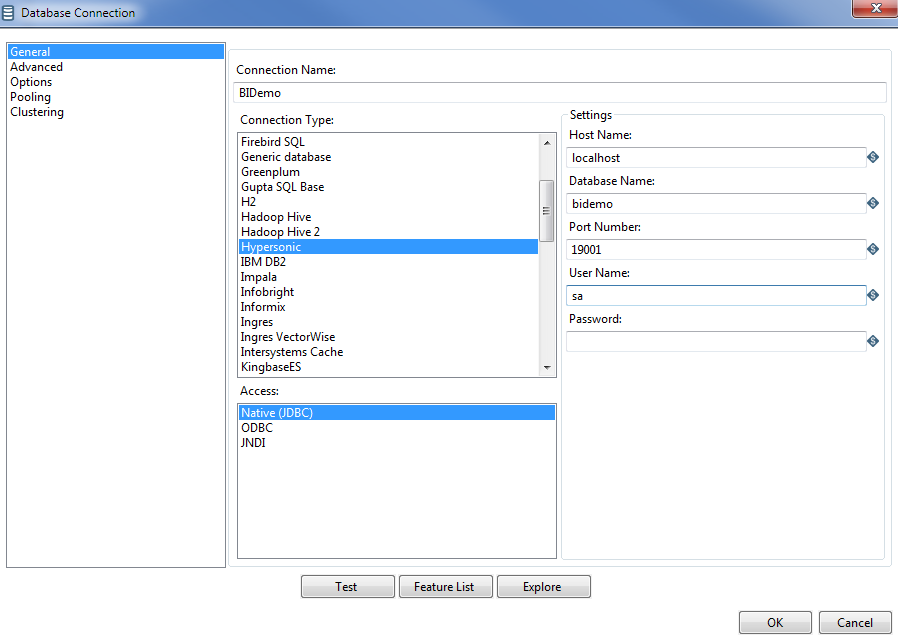 Database Connection
General
Advanced
Options
Pooling
Clustering
Connection Name:
BIDemo
Connection Type:
Firebird SQL
Generic database
Greenplum
Gupta SQL Base
H2
Hadoop Hive
Hadoop Hive 2
Hypersonic
IBM DB2
Impala
Infobright
Informix
Ingres
Ingres VectorWise
Intersystems Cache
KingbaseES
Access:
Native (JDBC)
ODBC
JNDI
Settings
Host Name:
localhost
Database Name:
bidemo
Port Number:
19001
User Name:
sa
Password:
Test
Feature List
Explore
OK
Cancel